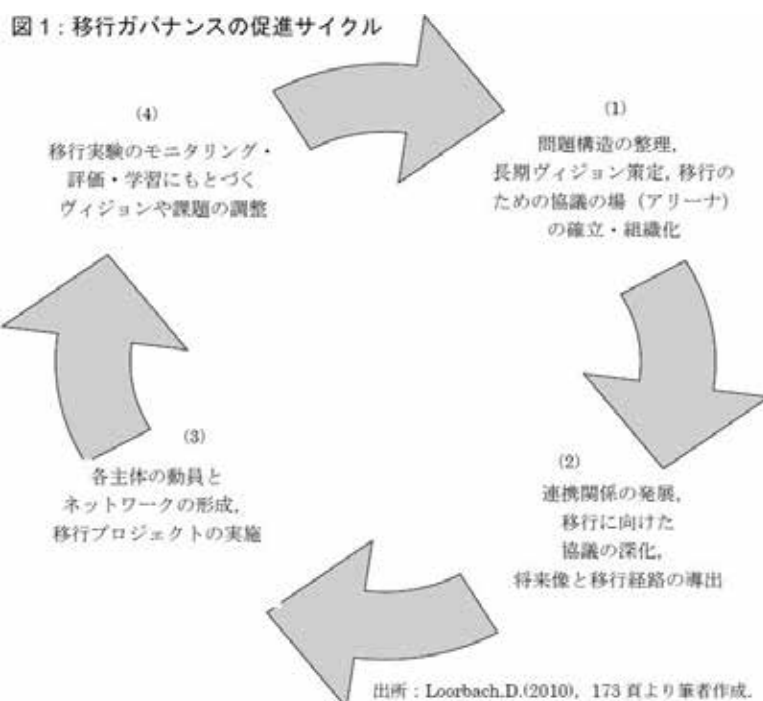 図1：移行ガバナンスの促進サイクル
(1)
問題構造の整理,
長期ヴィジョン策定, 移行の
ための協議の場（アリーナ）
の確立・組織化
(2)
連携関係の発展,
移行に向けた
協議の深化,
将来像と移行経路の導出
(3)
各主体の動員と
ネットワークの形成,
移行プロジェクトの実施
(4)
移行実験のモニタリング・
評価・学習にもとづく
ヴィジョンや課題の調整
出所：Loorbach.D.(2010), 173頁より筆者作成.